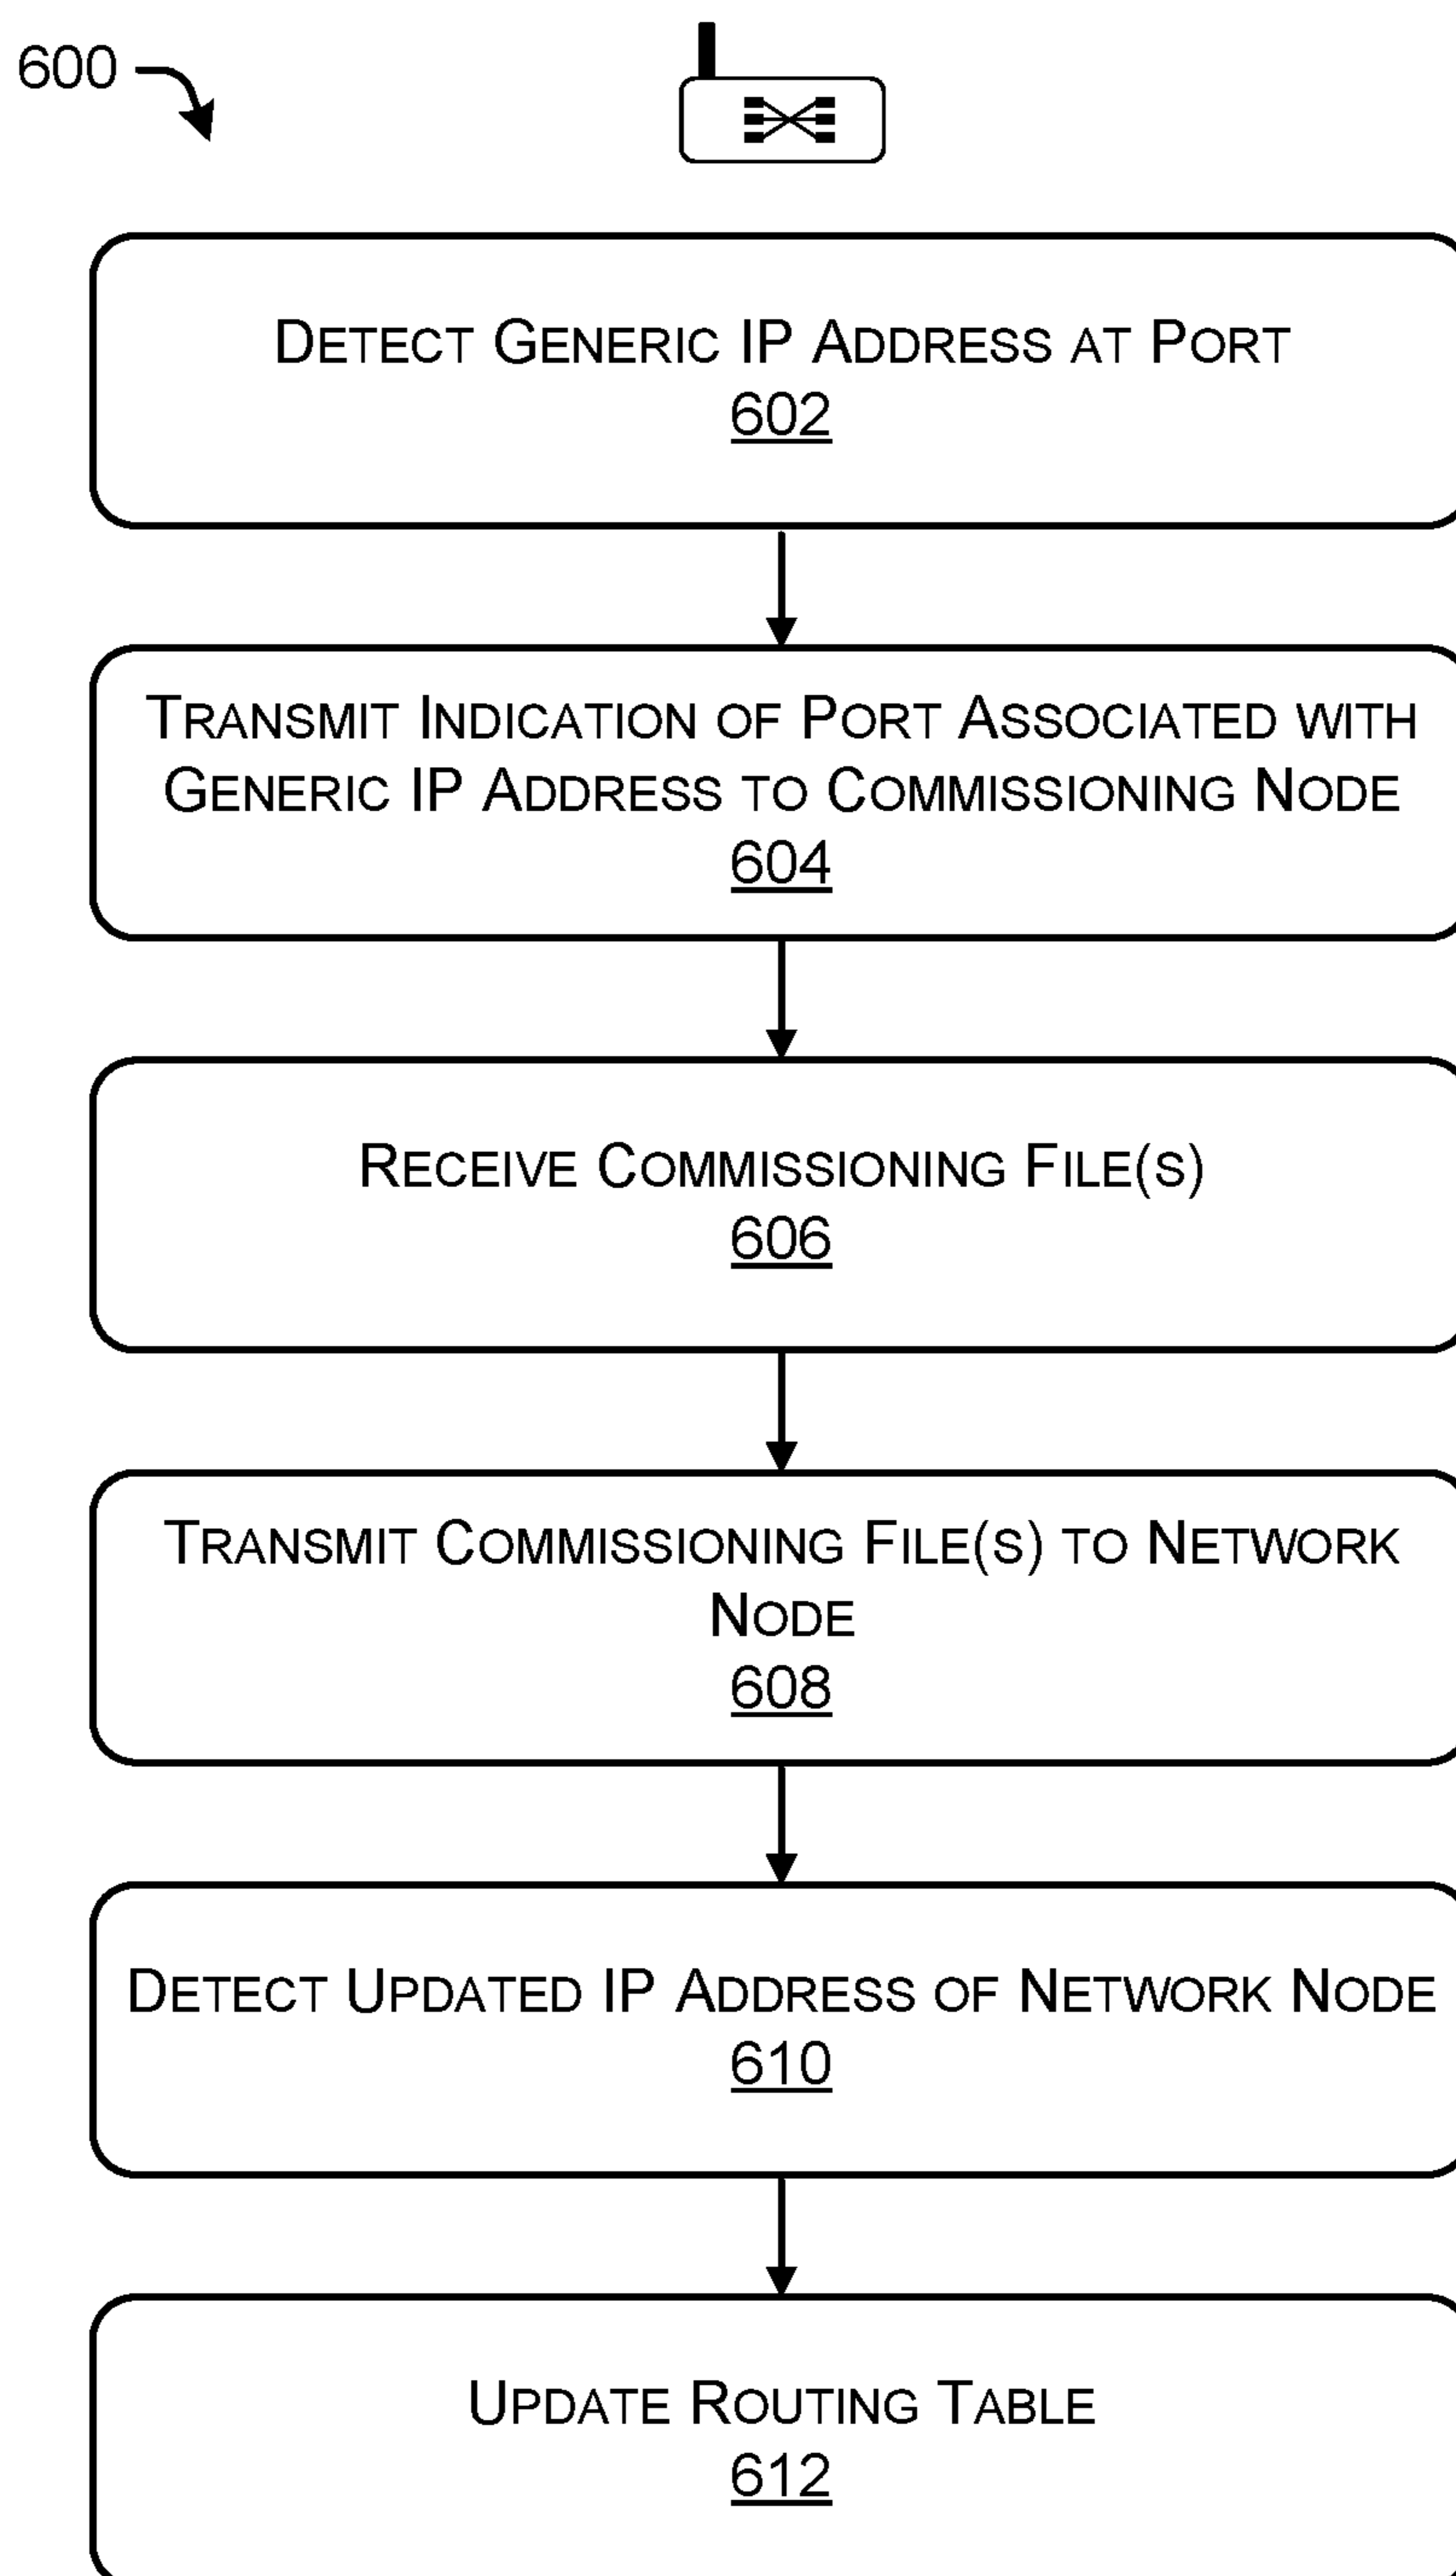 600
Detect Generic IP Address at Port
602
Transmit Indication of Port Associated with
Generic IP Address to Commissioning Node
604
Receive Commissioning File(s)
606
Transmit Commissioning File(s) to Network
Node
608
Detect Updated IP Address of Network Node
610
Update Routing Table
612